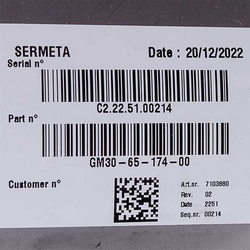 SERMETA Date : 20/12/2022
Serial n°
C2.22.51.00214
Part n°
GM30-65-174-00
Customer n°
Art.nr. 7103880
Rev. 02
Date 2251
Seq.nr. 00214